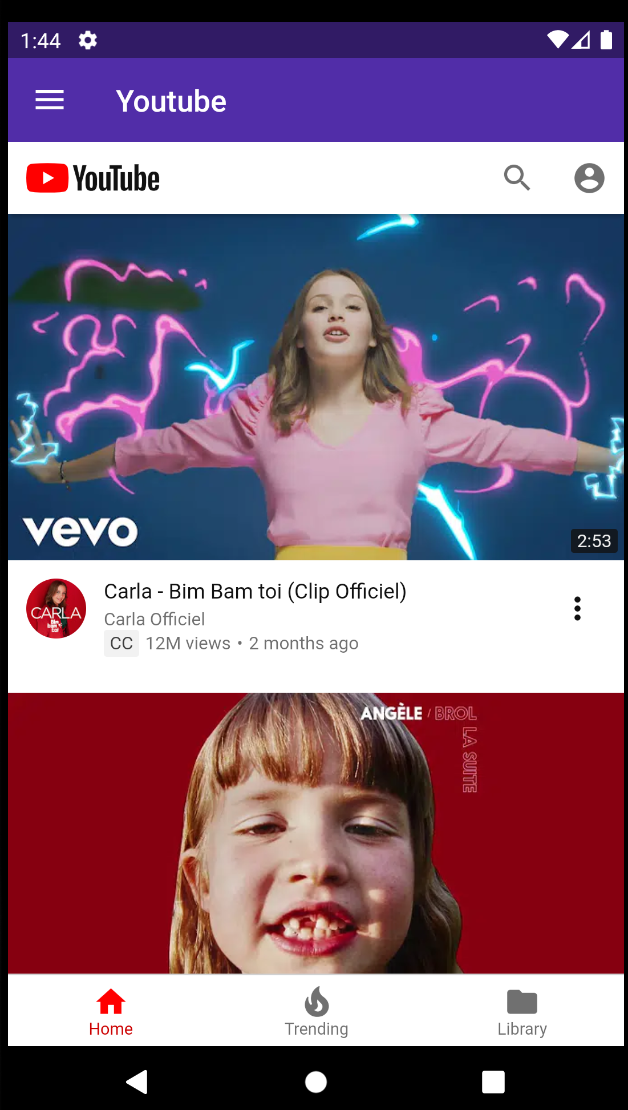 1:44
Youtube
YouTube
vevo
2:53
CARLA
Carla - Bim Bam toi (Clip Officiel)
Carla Officiel
CC 12M views • 2 months ago
ANGÈLE / BROL
LA SUITE
Home
Trending
Library